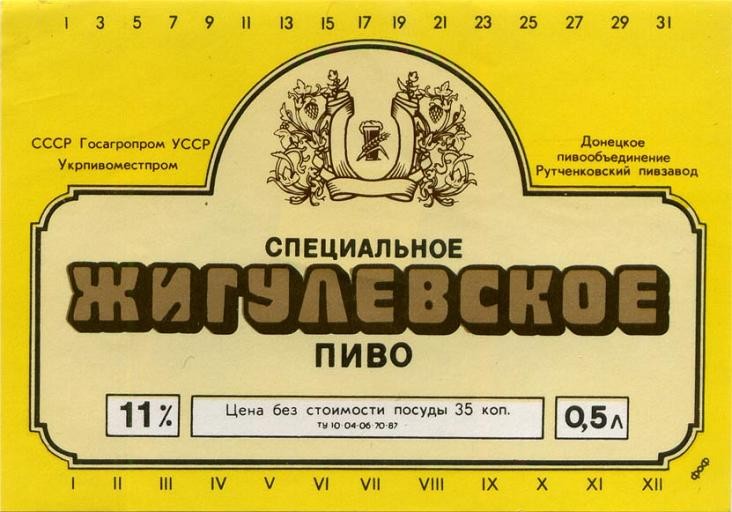 I 3 5 7 9 11 13 15 17 19 21 23 25 27 29 31
СССР Госагропром УССР
Укрпивоместпром
Донецкое
пивообъединение
Рутченковский пивзавод
СПЕЦИАЛЬНОЕ
ЖИГУЛЕВСКОЕ
ПИВО
11%
Цена без стоимости посуды 35 коп.
ТУ 10·04·06·70·87
0,5л
I II III IV V VI VII VIII IX X XI XII
ФОФ